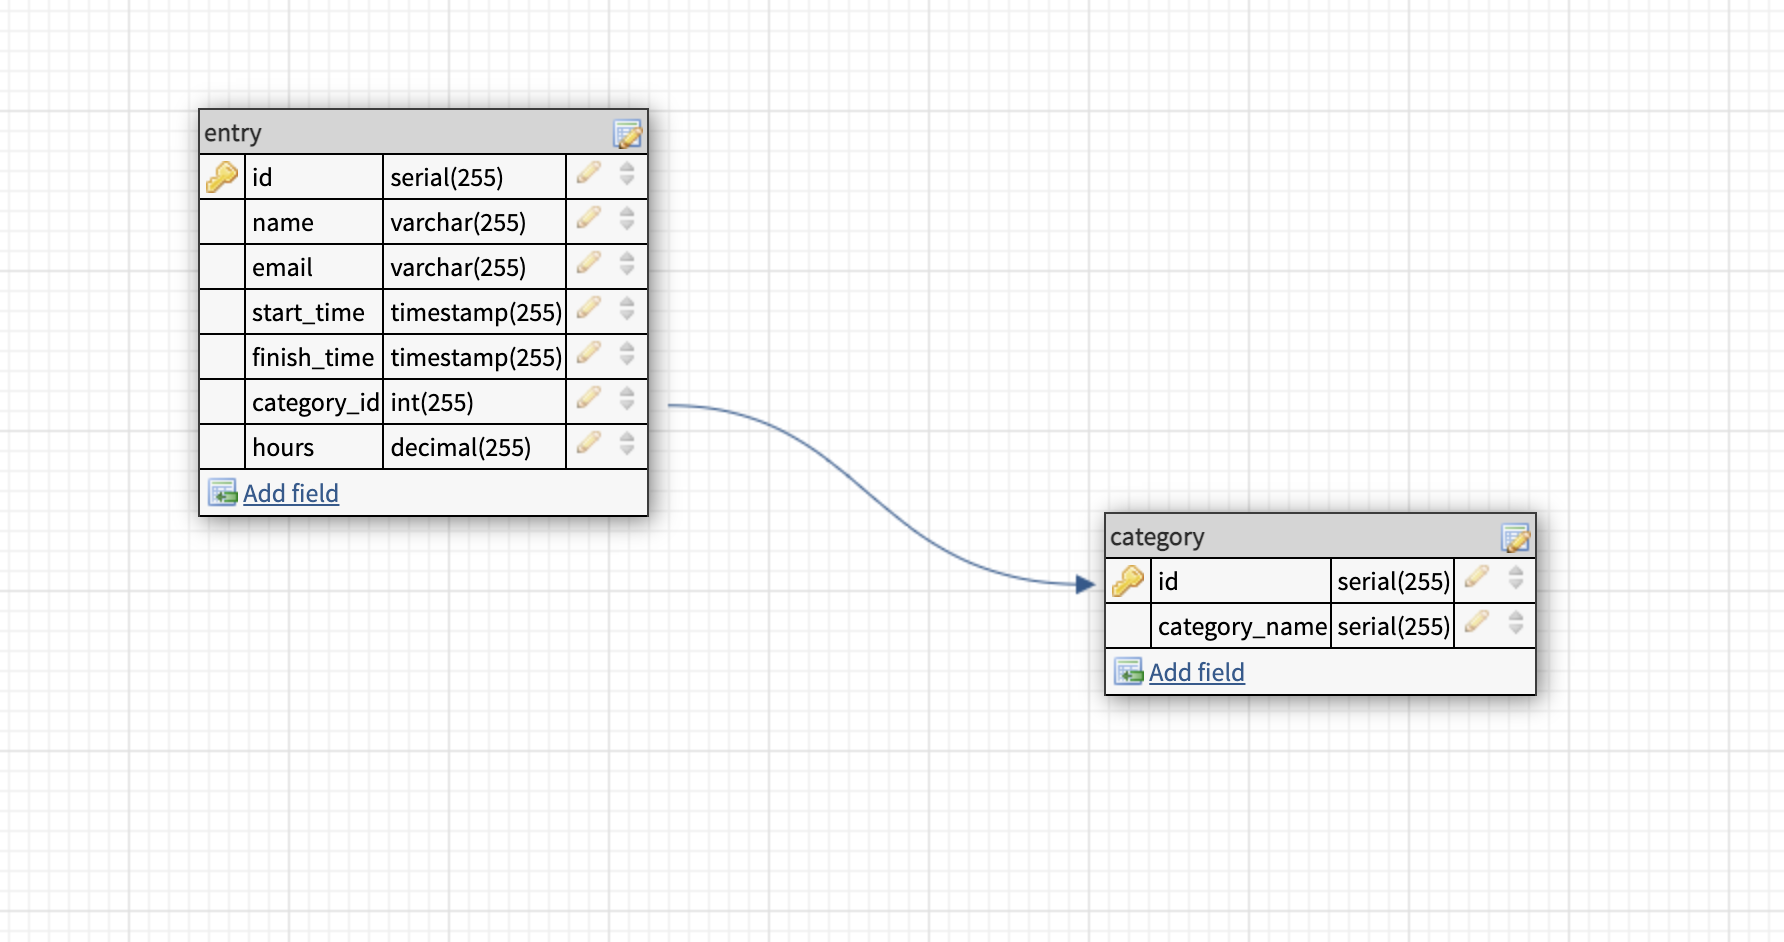 entry
id serial(255)
name varchar(255)
email varchar(255)
start_time timestamp(255)
finish_time timestamp(255)
category_id int(255)
hours decimal(255)
Add field
category
id serial(255)
category_name serial(255)
Add field